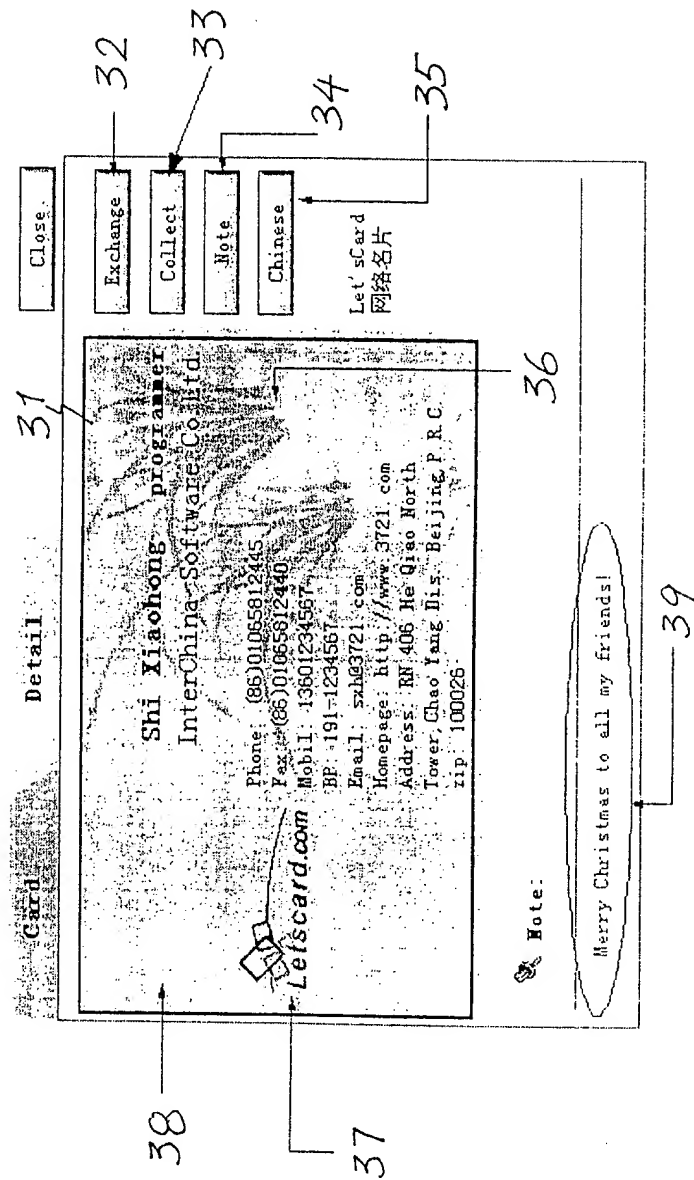 Card
Detail
Close
31
Shi Xiaohong programmer
InterChina Software Co.Ltd
Phone: (86)01065812445
Fax: (86)01065812440
Mobil: 13601234567
BP: 191-1234567
Email: sxh@3721.com
Homepage: http://www.3721.com
Address: RN 406 He Qiao North
Tower,Chao Yang Dis. Beijing,P.R.C.
zip: 100026
Letscard.com
Exchange
Collect
Note
Chinese
Let'sCard
网络名片
Note:
Merry Christmas to all my friends!
32
33
34
35
36
37
38
39